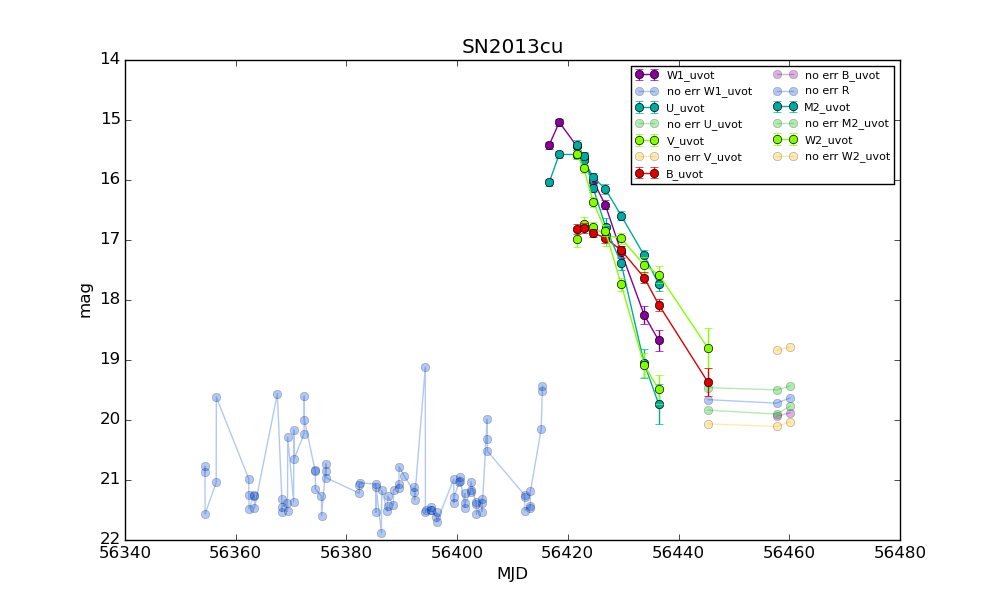 SN2013cu
14
15
16
17
18
19
20
21
22
mag
56340
56360
56380
56400
56420
56440
56460
56480
MJD
W1_uvot
no err W1_uvot
U_uvot
no err U_uvot
V_uvot
no err V_uvot
B_uvot
no err B_uvot
no err R
M2_uvot
no err M2_uvot
W2_uvot
no err W2_uvot